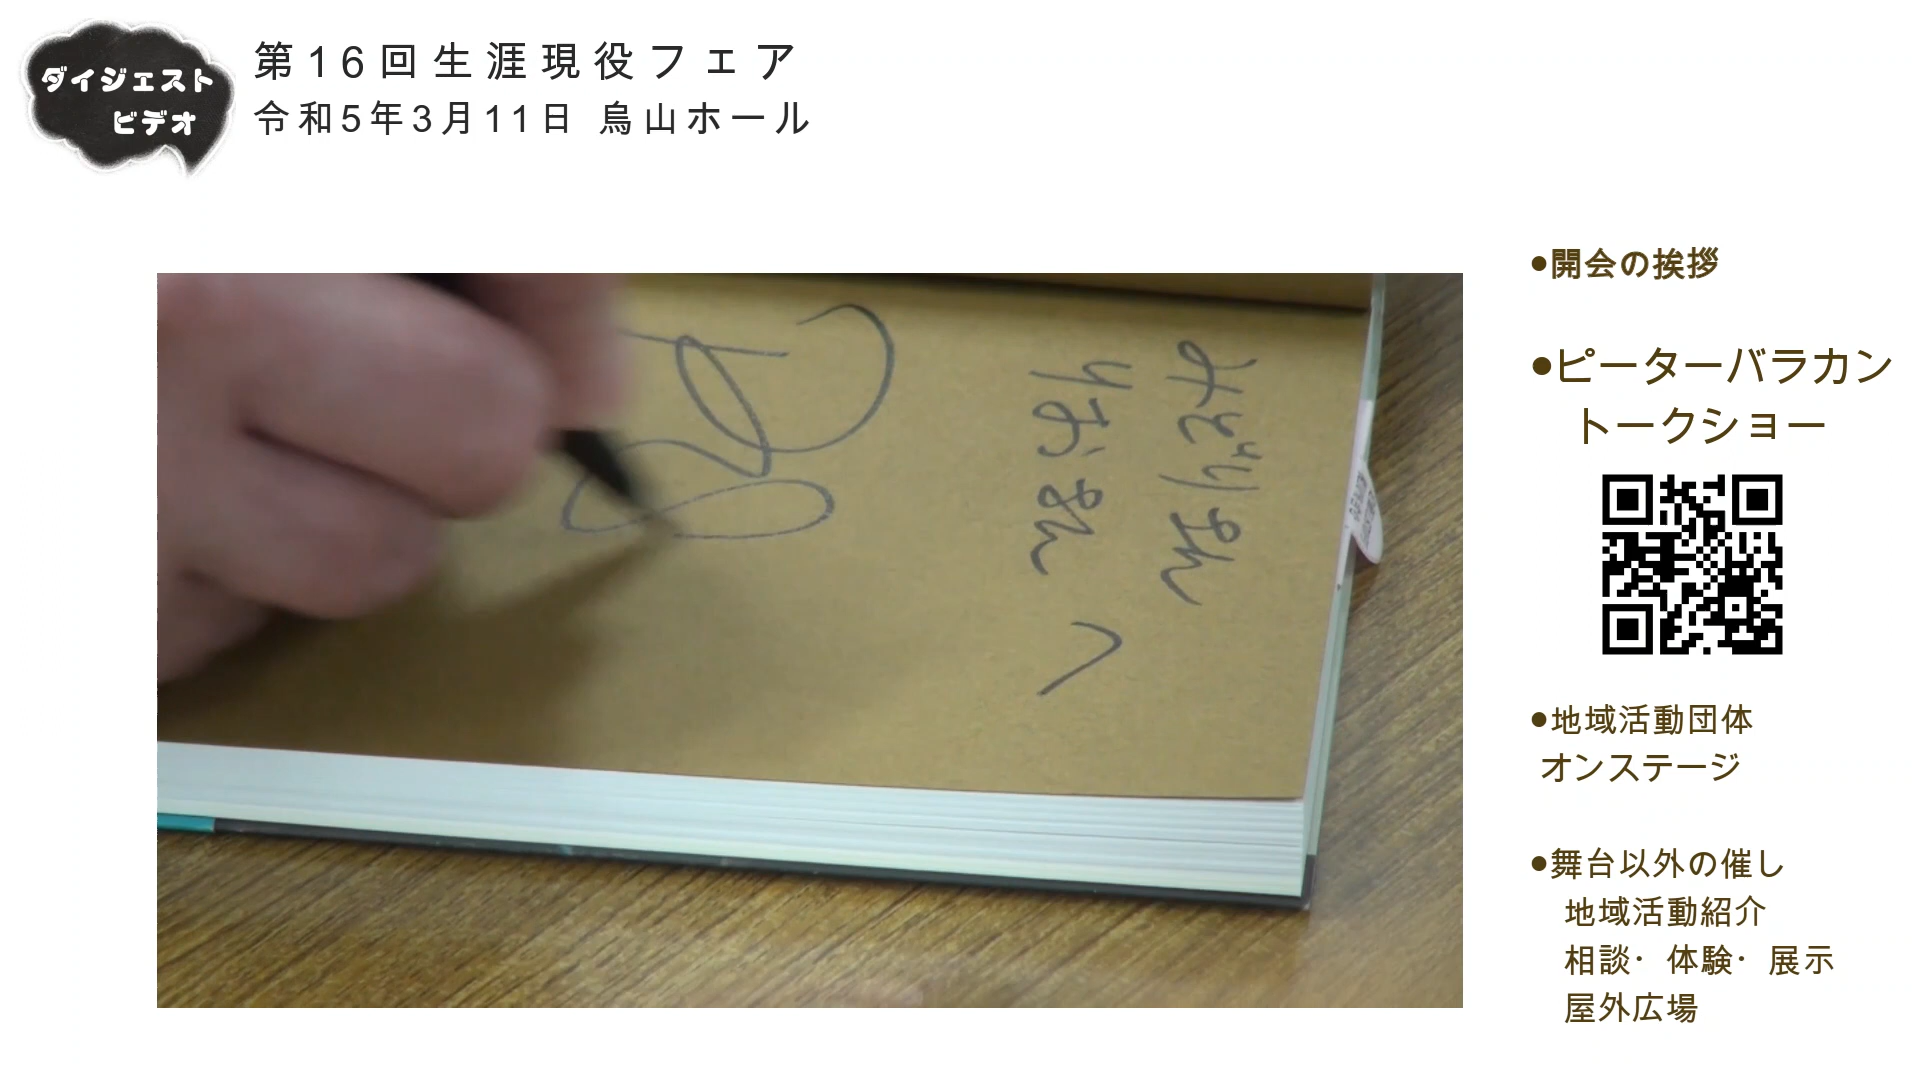 ダイジェスト
ビデオ
第16回生涯現役フェア
令和5年3月11日 烏山ホール
●開会の挨拶
●ピーターバラカン
トークショー
みどりさん
りおさん
へ
●地域活動団体
オンステージ
●舞台以外の催し
地域活動紹介
相談・体験・展示
屋外広場